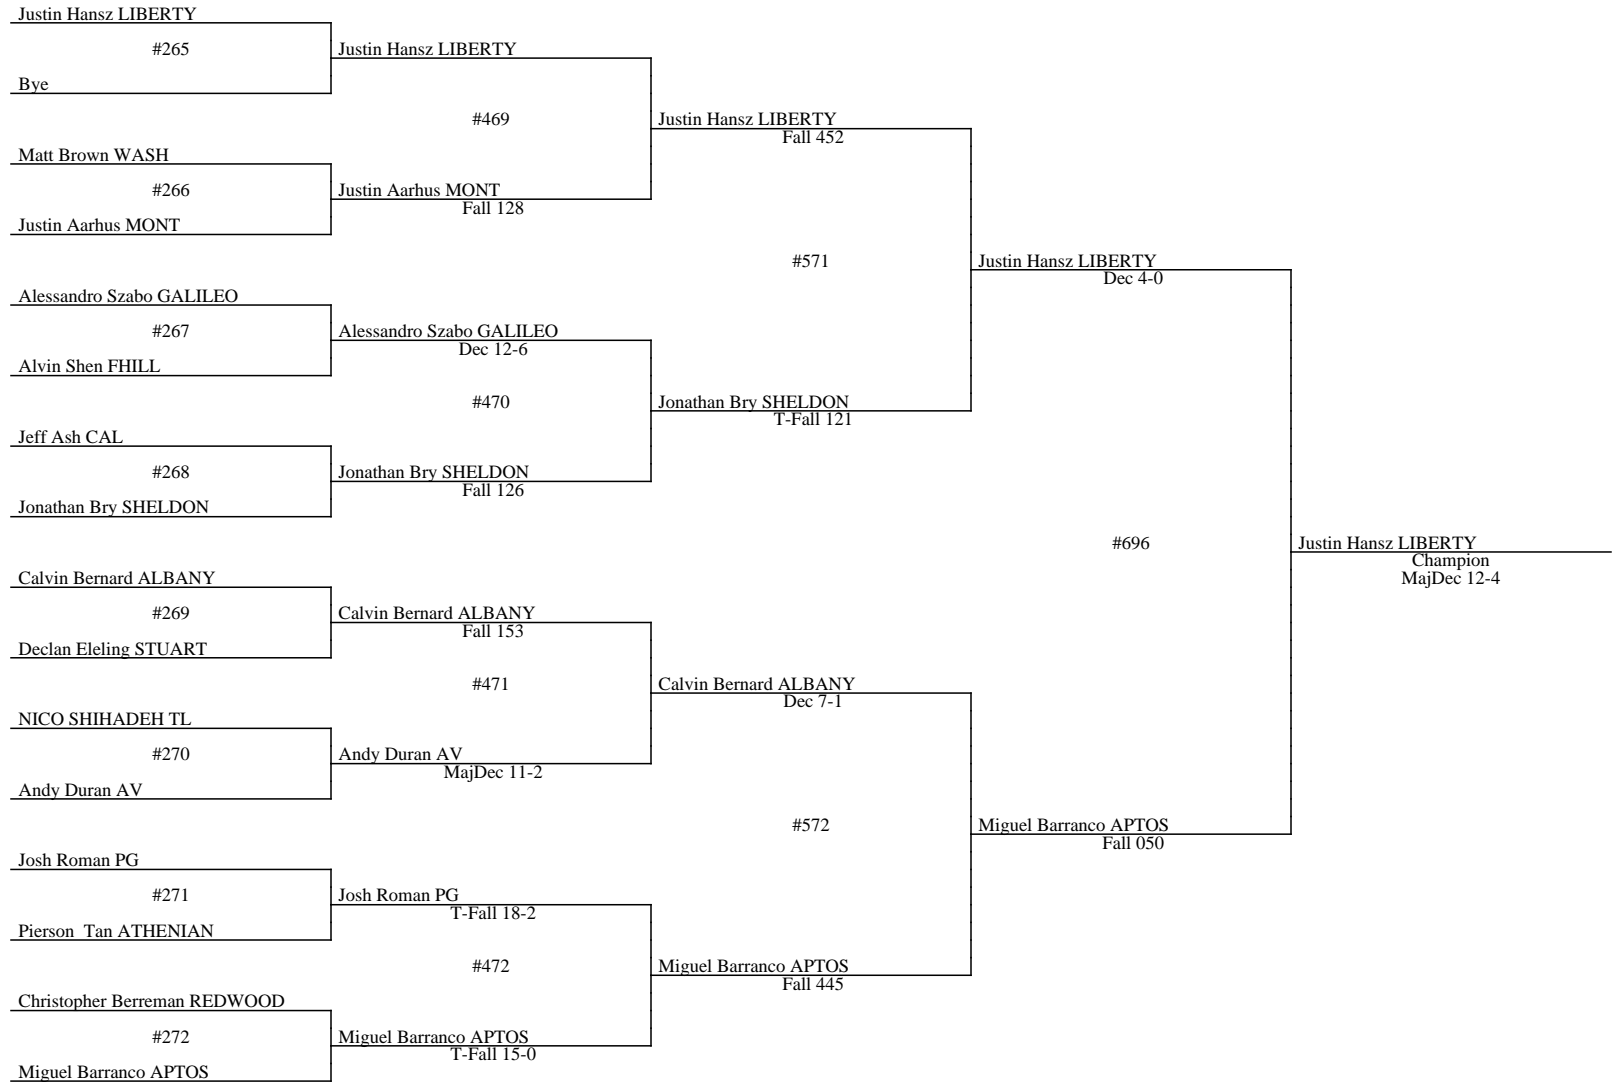 Justin Hansz LIBERTY
#265
Bye
Justin Hansz LIBERTY
#469
Matt Brown WASH
#266
Justin Aarhus MONT
Justin Aarhus MONT
Fall 128
Justin Hansz LIBERTY
Fall 452
#571
Alessandro Szabo GALILEO
#267
Alvin Shen FHILL
Alessandro Szabo GALILEO
Dec 12-6
#470
Jeff Ash CAL
#268
Jonathan Bry SHELDON
Jonathan Bry SHELDON
Fall 126
Jonathan Bry SHELDON
T-Fall 121
Justin Hansz LIBERTY
Dec 4-0
#696
Calvin Bernard ALBANY
#269
Declan Eleling STUART
Calvin Bernard ALBANY
Fall 153
#471
NICO SHIHADEH TL
#270
Andy Duran AV
Andy Duran AV
MajDec 11-2
Calvin Bernard ALBANY
Dec 7-1
#572
Josh Roman PG
#271
Pierson  Tan ATHENIAN
Josh Roman PG
T-Fall 18-2
#472
Christopher Berreman REDWOOD
#272
Miguel Barranco APTOS
Miguel Barranco APTOS
T-Fall 15-0
Miguel Barranco APTOS
Fall 445
Miguel Barranco APTOS
Fall 050
Justin Hansz LIBERTY
Champion
MajDec 12-4